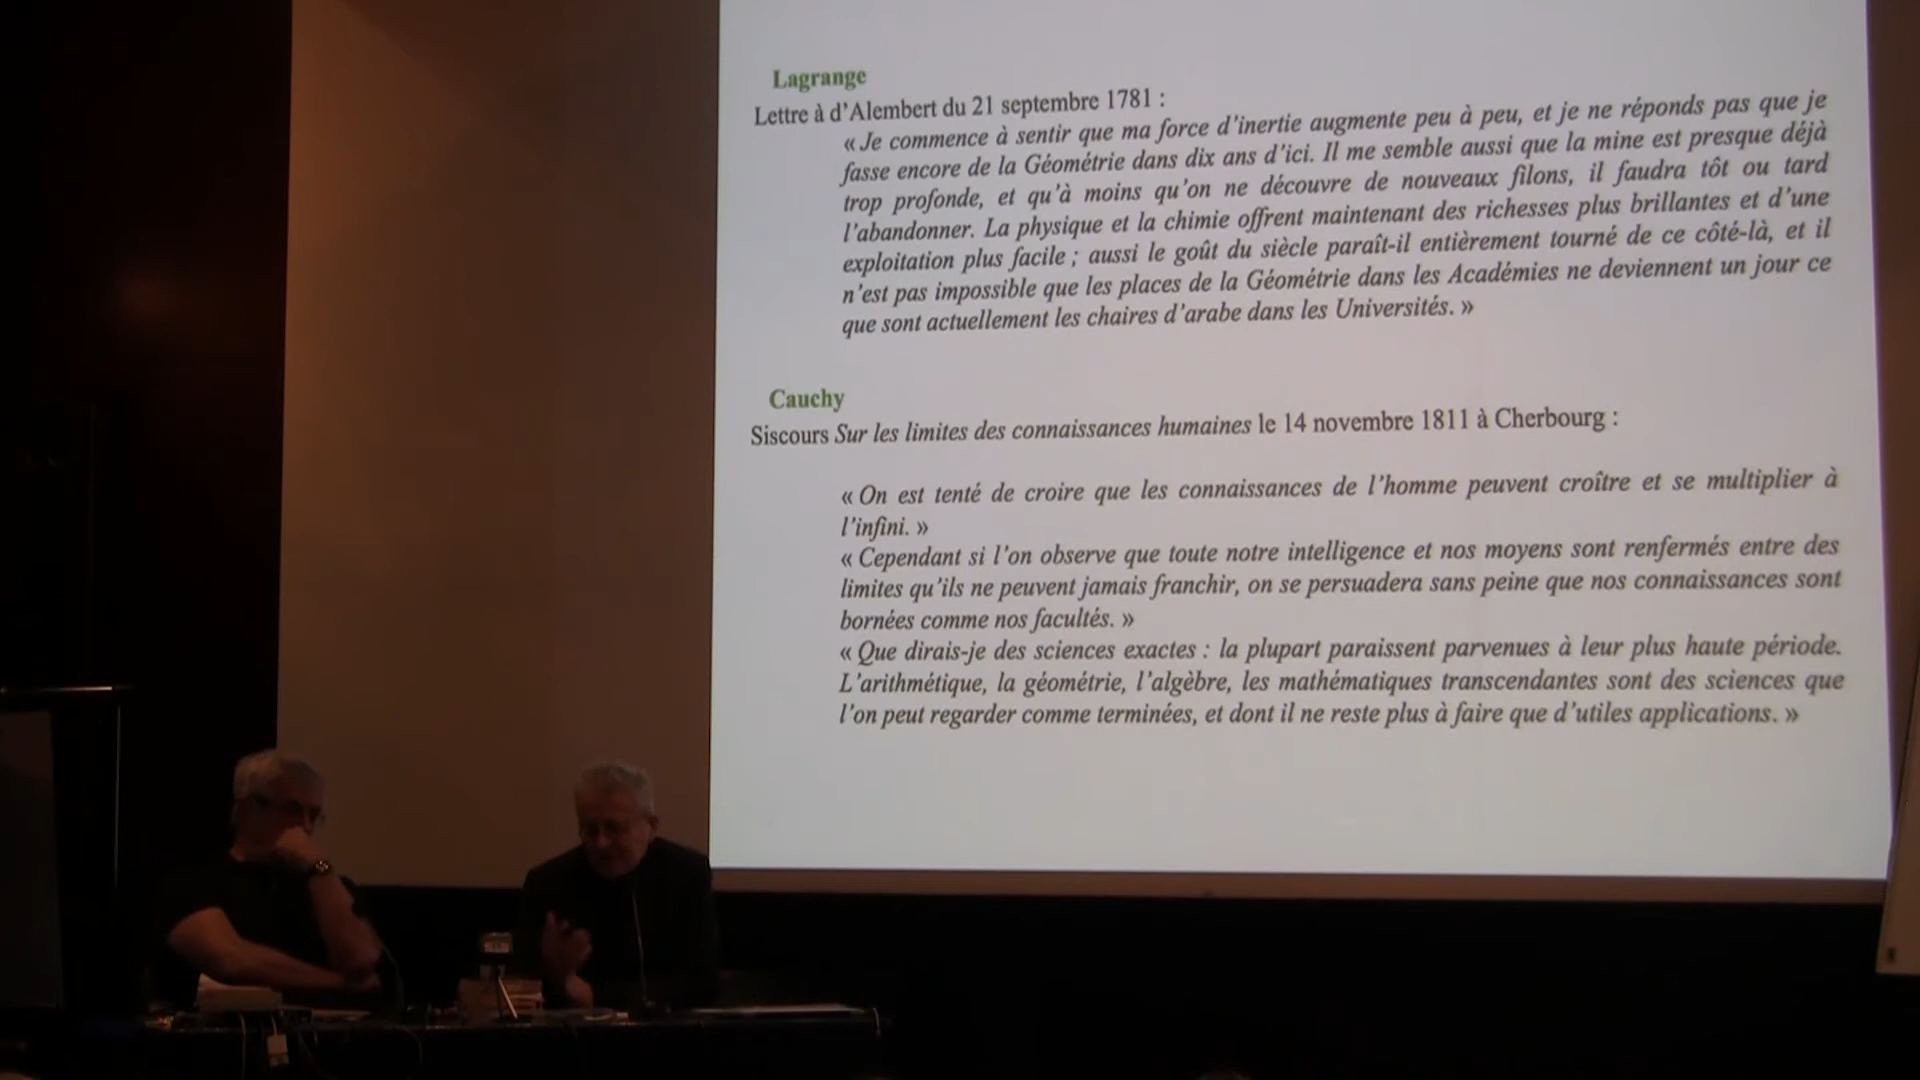 Lagrange
Lettre à d'Alembert du 21 septembre 1781 :
« Je commence à sentir que ma force d'inertie augmente peu à peu, et je ne réponds pas que je
fasse encore de la Géométrie dans dix ans d'ici. Il me semble aussi que la mine est presque déjà
trop profonde, et qu'à moins qu'on ne découvre de nouveaux filons, il faudra tôt ou tard
l'abandonner. La physique et la chimie offrent maintenant des richesses plus brillantes et d'une
exploitation plus facile ; aussi le goût du siècle paraît-il entièrement tourné de ce côté-là, et il
n'est pas impossible que les places de la Géométrie dans les Académies ne deviennent un jour ce
que sont actuellement les chaires d'arabe dans les Universités. »
Cauchy
Siscours Sur les limites des connaissances humaines le 14 novembre 1811 à Cherbourg :
« On est tenté de croire que les connaissances de l'homme peuvent croître et se multiplier à
l'infini. »
« Cependant si l'on observe que toute notre intelligence et nos moyens sont renfermés entre des
limites qu'ils ne peuvent jamais franchir, on se persuadera sans peine que nos connaissances sont
bornées comme nos facultés. »
« Que dirais-je des sciences exactes : la plupart paraissent parvenues à leur plus haute période.
L'arithmétique, la géométrie, l'algèbre, les mathématiques transcendantes sont des sciences que
l'on peut regarder comme terminées, et dont il ne reste plus à faire que d'utiles applications. »